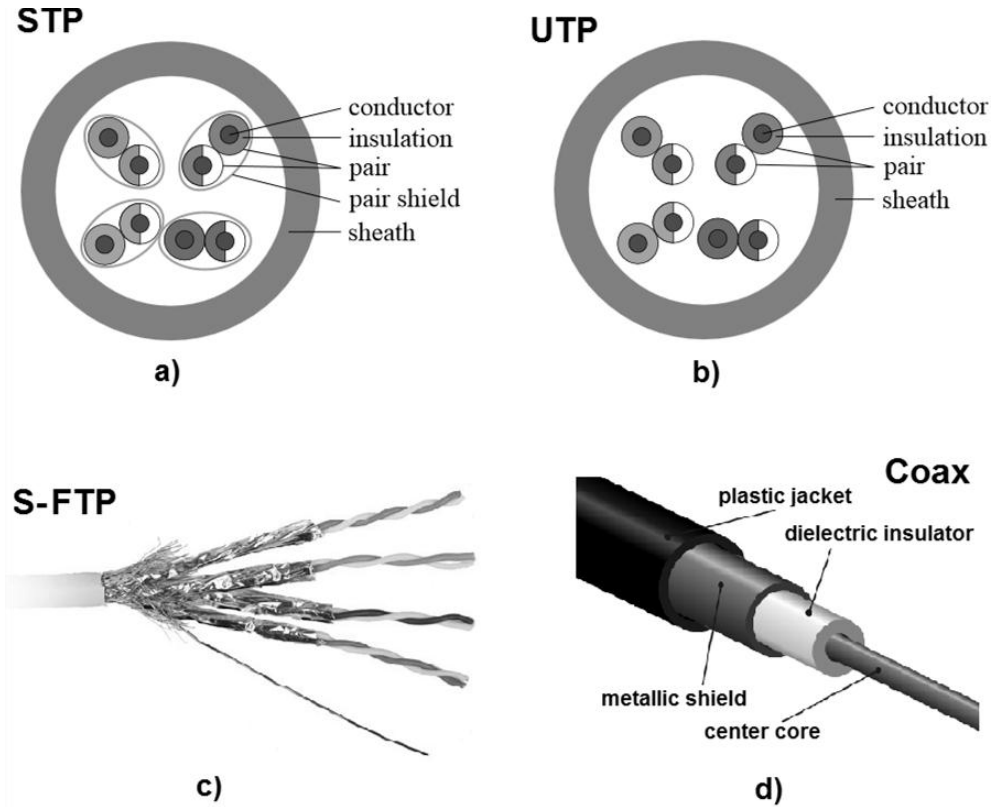 STP
conductor
insulation
pair
pair shield
sheath
a)
UTP
conductor
insulation
pair
sheath
b)
S-FTP
c)
Coax
plastic jacket
dielectric insulator
metallic shield
center core
d)